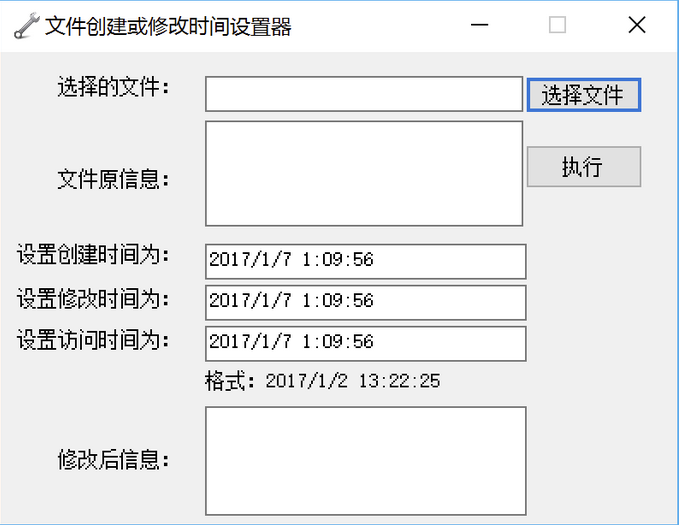 文件创建或修改时间设置器
选择的文件：
选择文件
文件原信息：
执行
设置创建时间为：
2017/1/7 1:09:56
设置修改时间为：
2017/1/7 1:09:56
设置访问时间为：
2017/1/7 1:09:56
格式：2017/1/2 13:22:25
修改后信息：